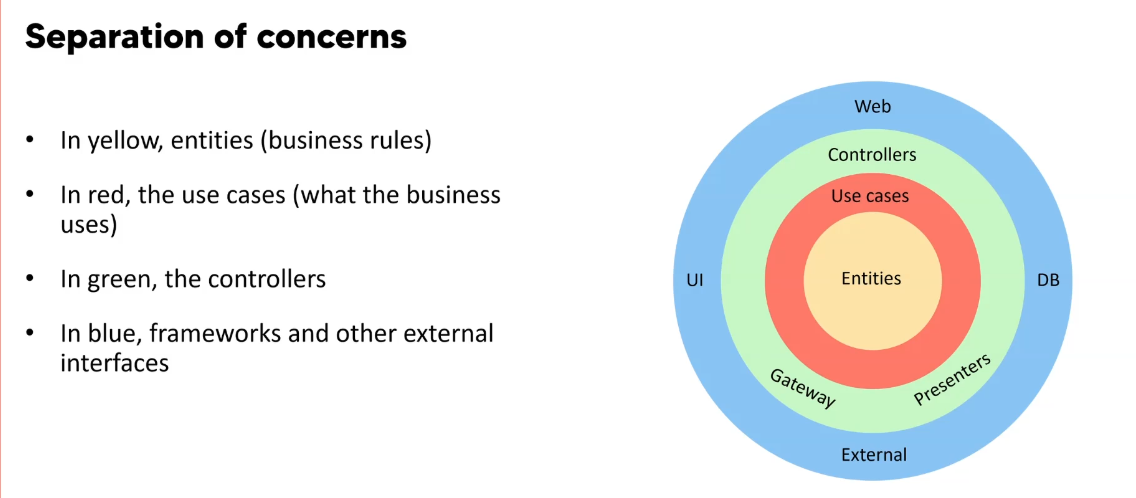 Separation of concerns
• In yellow, entities (business rules)
• In red, the use cases (what the business
uses)
• In green, the controllers
• In blue, frameworks and other external
interfaces
Web
Controllers
Use cases
Entities
UI
DB
Gateway
Presenters
External